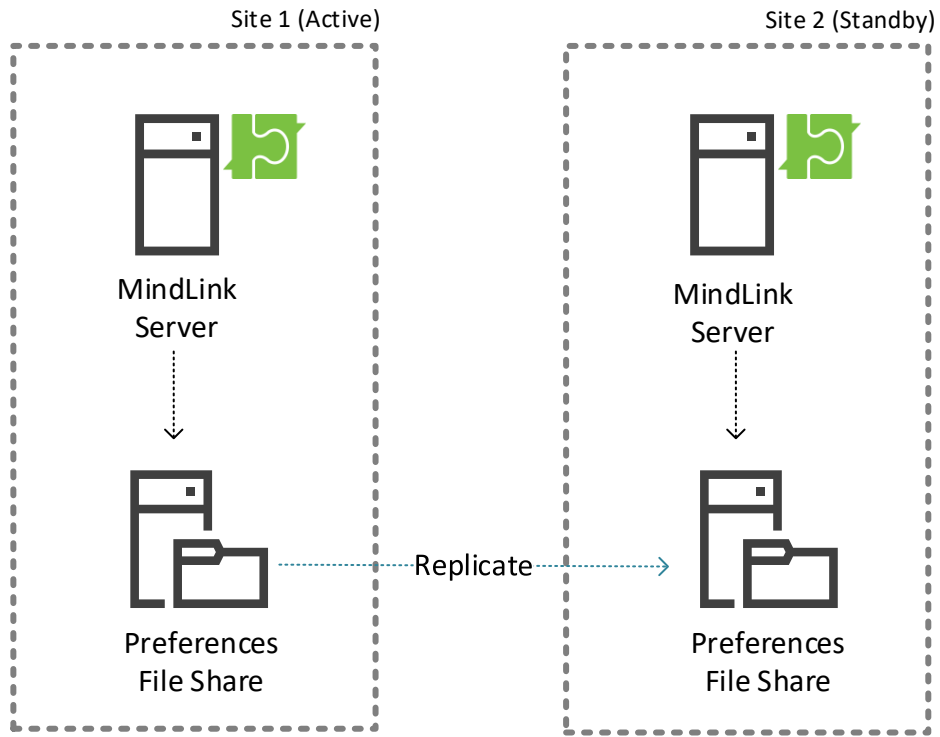 Site 1 (Active)
Site 2 (Standby)
MindLink
Server
MindLink
Server
Replicate
Preferences
File Share
Preferences
File Share